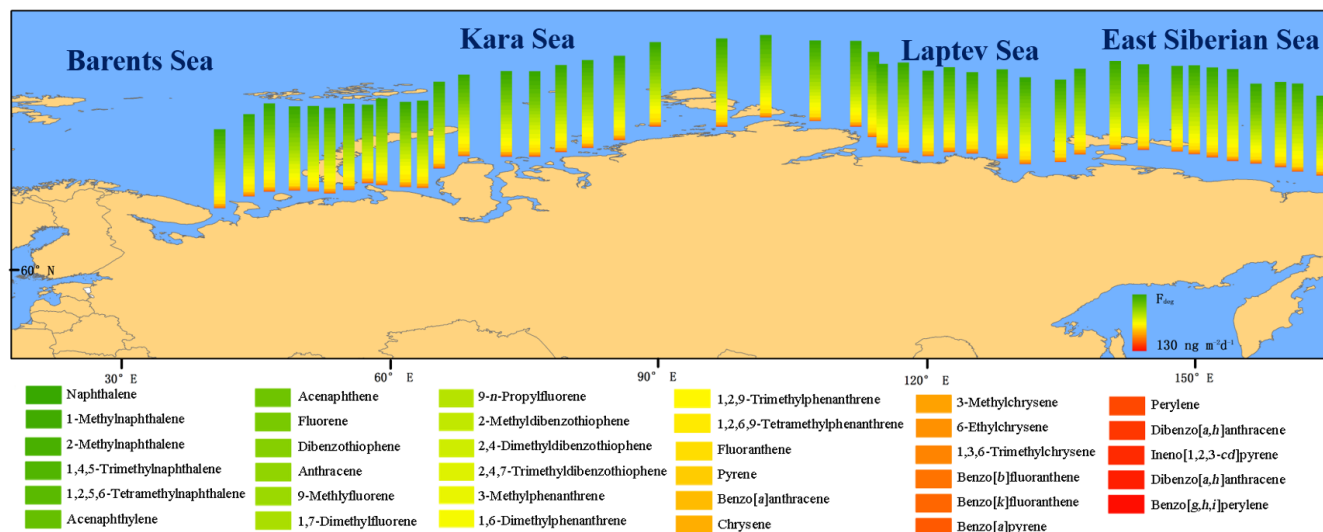 Barents Sea
Kara Sea
Laptev Sea
East Siberian Sea
60° N
F_deg
130 ng m⁻²d⁻¹
30° E
60° E
90° E
120° E
150° E
Naphthalene
1-Methylnaphthalene
2-Methylnaphthalene
1,4,5-Trimethylnaphthalene
1,2,5,6-Tetramethylnaphthalene
Acenaphthylene
Acenaphthene
Fluorene
Dibenzothiophene
Anthracene
9-Methlyfluorene
1,7-Dimethylfluorene
9-n-Propylfluorene
2-Methyldibenzothiophene
2,4-Dimethyldibenzothiophene
2,4,7-Trimethyldibenzothiophene
3-Methylphenanthrene
1,6-Dimethylphenanthrene
1,2,9-Trimethylphenanthrene
1,2,6,9-Tetramethylphenanthrene
Fluoranthene
Pyrene
Benzo[a]anthracene
Chrysene
3-Methylchrysene
6-Ethylchrysene
1,3,6-Trimethylchrysene
Benzo[b]fluoranthene
Benzo[k]fluoranthene
Benzo[a]pyrene
Perylene
Dibenzo[a,h]anthracene
Ineno[1,2,3-cd]pyrene
Dibenzo[a,h]anthracene
Benzo[g,h,i]perylene